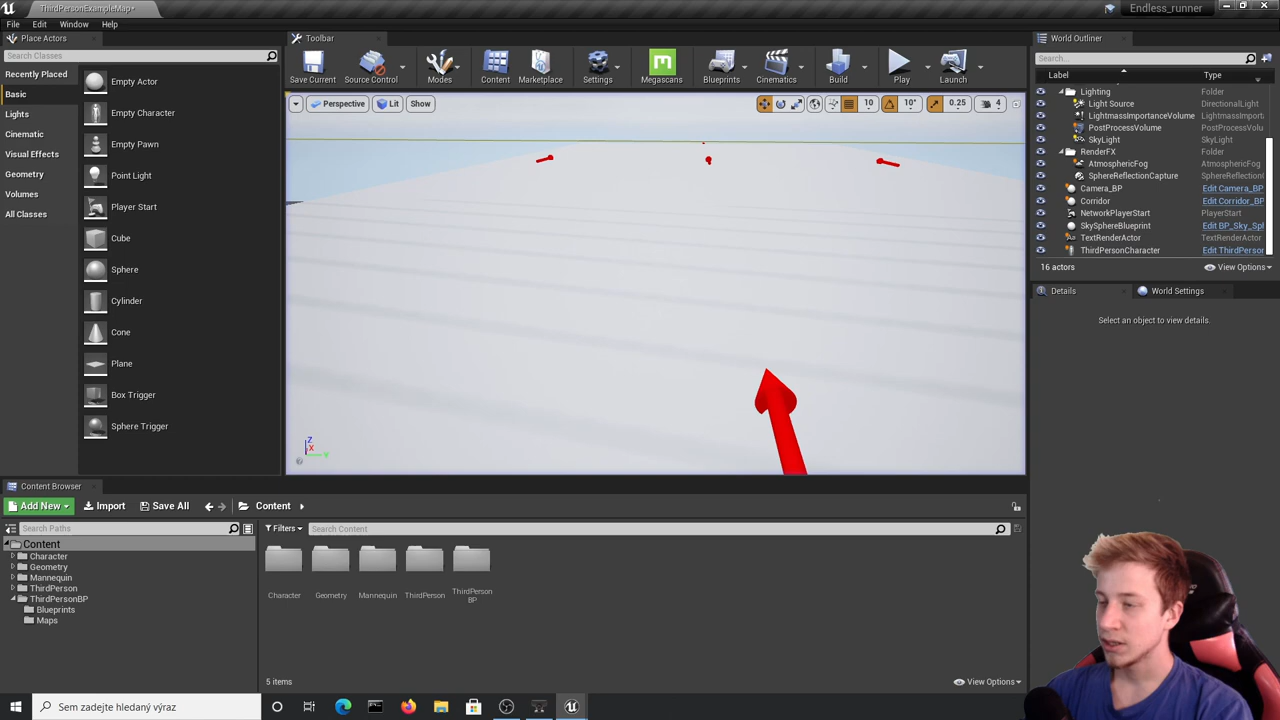 ThirdPersonExampleMap*
Endless_runner
File Edit Window Help
Place Actors
Search Classes
Recently Placed
Basic
Lights
Cinematic
Visual Effects
Geometry
Volumes
All Classes
Empty Actor
Empty Character
Empty Pawn
Point Light
Player Start
Cube
Sphere
Cylinder
Cone
Plane
Box Trigger
Sphere Trigger
Toolbar
Save Current
Source Control
Modes
Content
Marketplace
Settings
Megascans
Blueprints
Cinematics
Build
Play
Launch
Perspective
Lit
Show
10
10°
0.25
4
Z
X
Y
World Outliner
Search...
Label Type
Lighting Folder
Light Source DirectionalLight
LightmassImportanceVolume LightmassImport
PostProcessVolume PostProcessVolu
SkyLight SkyLight
RenderFX Folder
AtmosphericFog AtmosphericFog
SphereReflectionCapture SphereReflection
Camera_BP Edit Camera_BP
Corridor Edit Corridor_BP
NetworkPlayerStart PlayerStart
SkySphereBlueprint Edit BP_Sky_Sp
TextRenderActor TextRenderActor
ThirdPersonCharacter Edit ThirdPerson
16 actors
View Options
Details
World Settings
Select an object to view details.
Content Browser
Add New
Import
Save All
Content
Search Paths
Content
Character
Geometry
Mannequin
ThirdPerson
ThirdPersonBP
Blueprints
Maps
Filters
Search Content
Character
Geometry
Mannequin
ThirdPerson
ThirdPerson
BP
5 items
View Options
Sem zadejte hledaný výraz